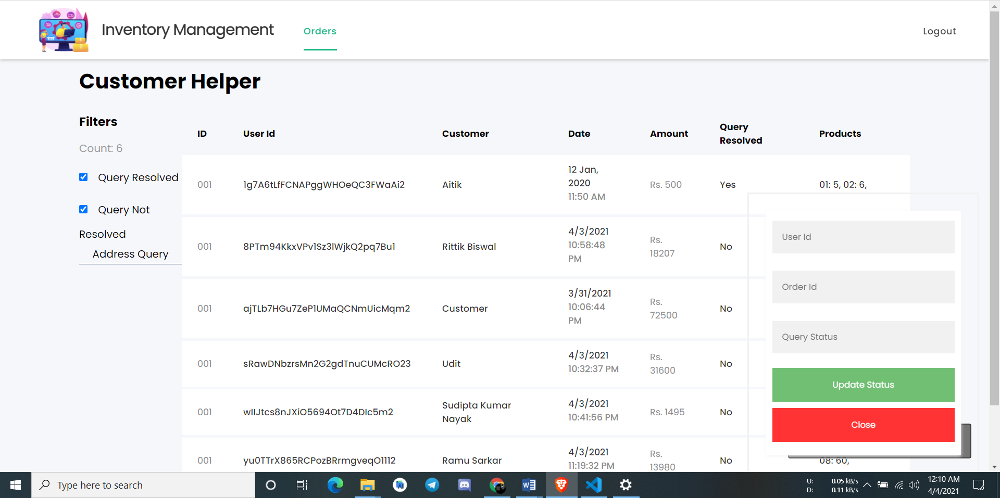 Inventory Management
Orders
Logout
Customer Helper
Filters
Count: 6
Query Resolved
Query Not
Resolved
Address Query
ID User Id Customer Date Amount Query Resolved Products
001 1g7A6tLfFCNAPggWHOeQC3FWaAi2 Aitik 12 Jan, 2020 11:50 AM Rs. 500 Yes 01: 5, 02: 6,
001 8PTm94KkxVPv1Sz3lWjkQ2pq7Bu1 Rittik Biswal 4/3/2021 10:58:48 PM Rs. 18207 No
001 ajTLb7HGu7ZeP1UMaQCNmUicMqm2 Customer 3/31/2021 10:06:44 PM Rs. 72500 No
001 sRawDNbzrsMn2G2gdTnuCUMcRO23 Udit 4/3/2021 10:32:37 PM Rs. 31600 No
001 wIIJtcs8nJXiO5694Ot7D4DIc5m2 Sudipta Kumar Nayak 4/3/2021 10:41:56 PM Rs. 1495 No
001 yu0TTrX865RCPozBRrmgveqO1112 Ramu Sarkar 4/3/2021 11:19:32 PM Rs. 13980 No 08: 60,
User Id
Order Id
Query Status
Update Status
Close
Type here to search
U: 0.05 kB/s
D: 0.11 kB/s
12:10 AM
4/4/2021